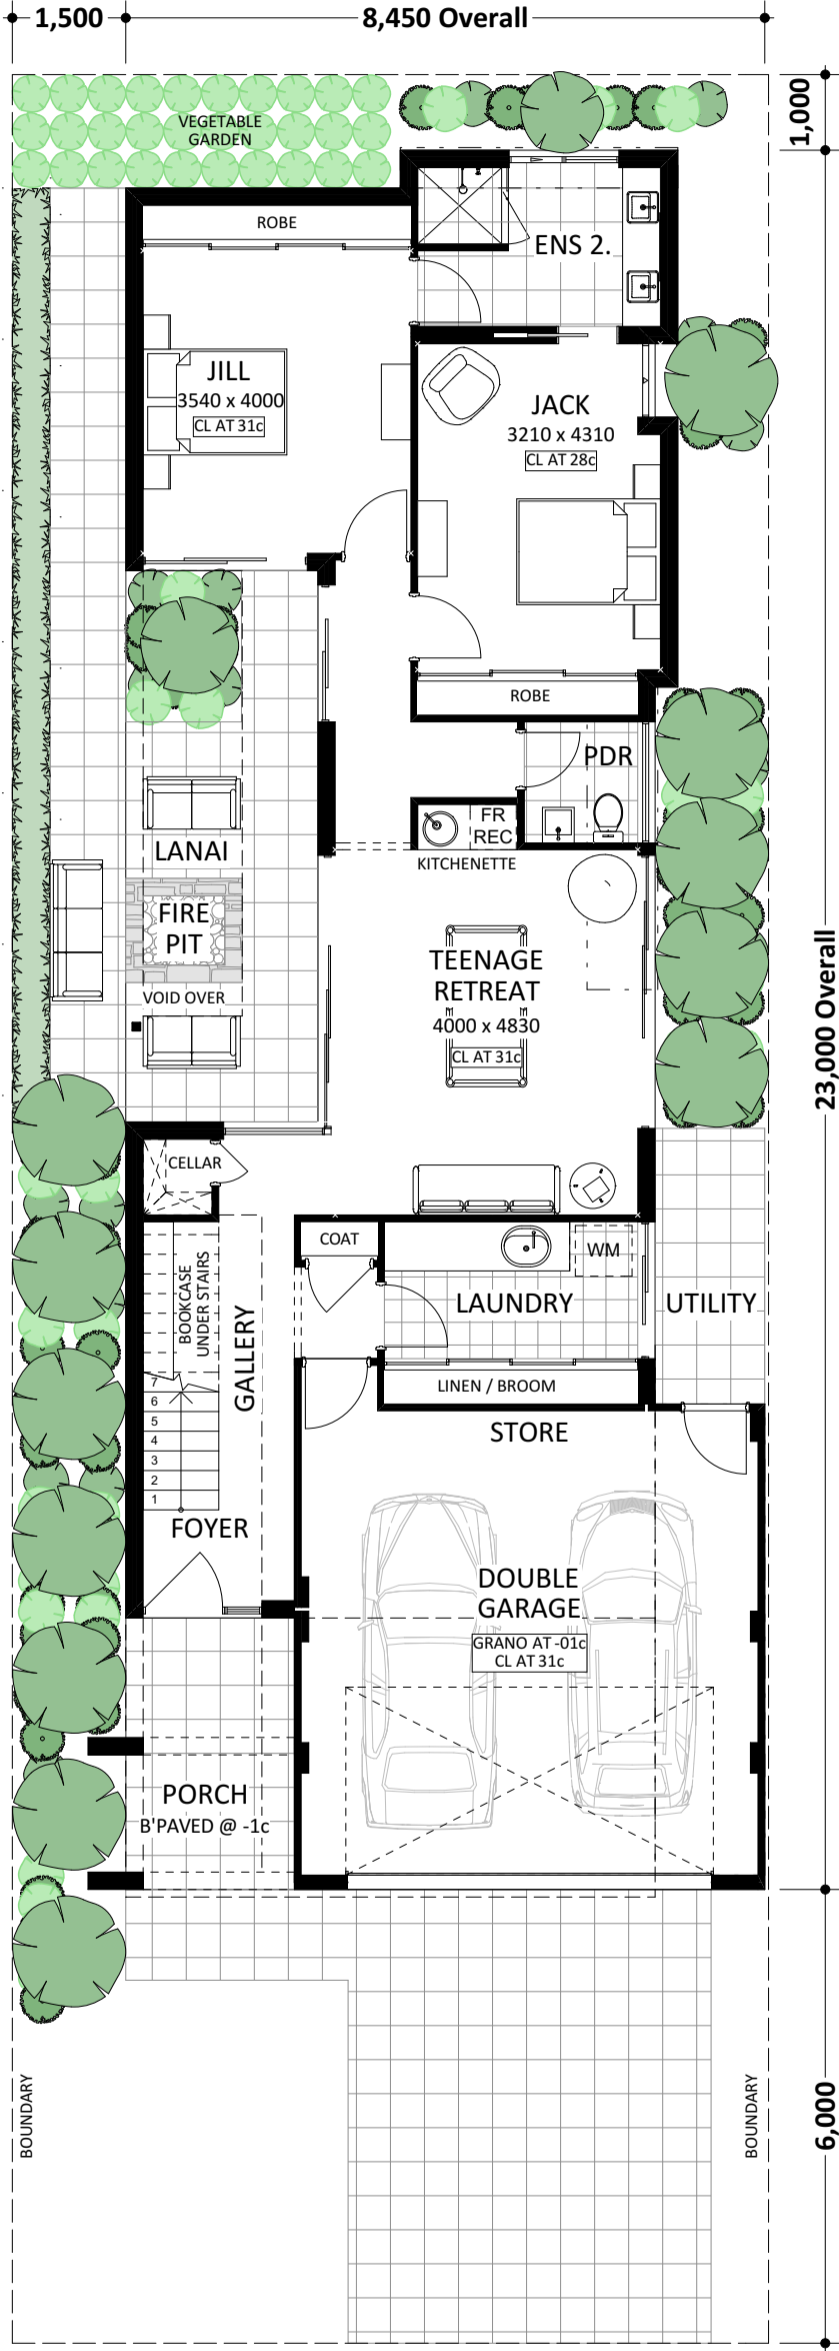 1,500
8,450 Overall
1,000
VEGETABLE
GARDEN
ROBE
ENS 2.
JILL
3540 x 4000
CL AT 31c
JACK
3210 x 4310
CL AT 28c
ROBE
PDR
FR
REC
KITCHENETTE
LANAI
FIRE
PIT
VOID OVER
TEENAGE
RETREAT
4000 x 4830
CL AT 31c
23,000 Overall
CELLAR
COAT
WM
BOOKCASE
UNDER STAIRS
GALLERY
LAUNDRY
UTILITY
LINEN / BROOM
STORE
7
6
5
4
3
2
1
FOYER
DOUBLE
GARAGE
GRANO AT -01c
CL AT 31c
PORCH
B'PAVED @ -1c
BOUNDARY
BOUNDARY
6,000